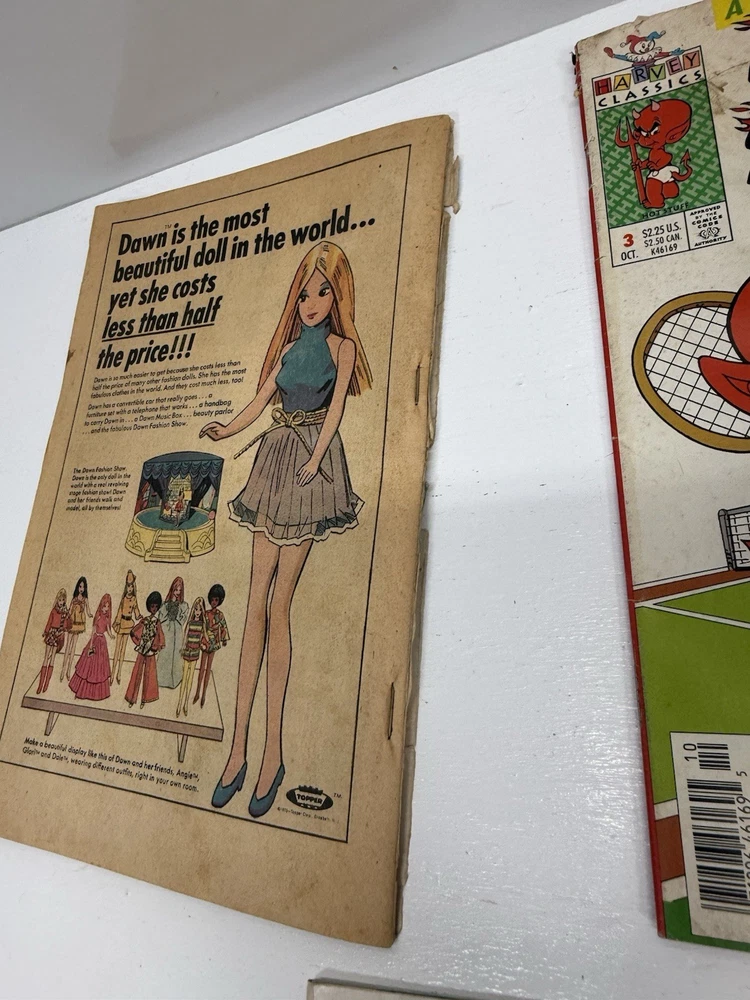 Dawn™ is the most
beautiful doll in the world...
yet she costs
less than half
the price!!!
Dawn is so much easier to get because she costs less than
half the price of many other fashion dolls. She has the most
fabulous clothes in the world. And they cost much less, too!
Dawn has a convertible car that really goes . . . a
furniture set with a telephone that works . . . a handbag
to carry Dawn in . . . a Dawn Music Box . . . beauty parlor
. . . and the fabulous Dawn Fashion Show.
The Dawn Fashion Show.
Dawn is the only doll in the
world with a real revolving
stage fashion show! Dawn
and her friends walk and
model, all by themselves!
Make a beautiful display like this of Dawn and her friends, Angie™,
Glori™ and Dale™, wearing different outfits, right in your own room.
TOPPER
TM
HARVEY
CLASSICS
HOT STUFF
3
OCT.
$2.25 U.S.
$2.50 CAN.
K46169
APPROVED
BY THE
COMICS
CODE
AUTHORITY
A
10